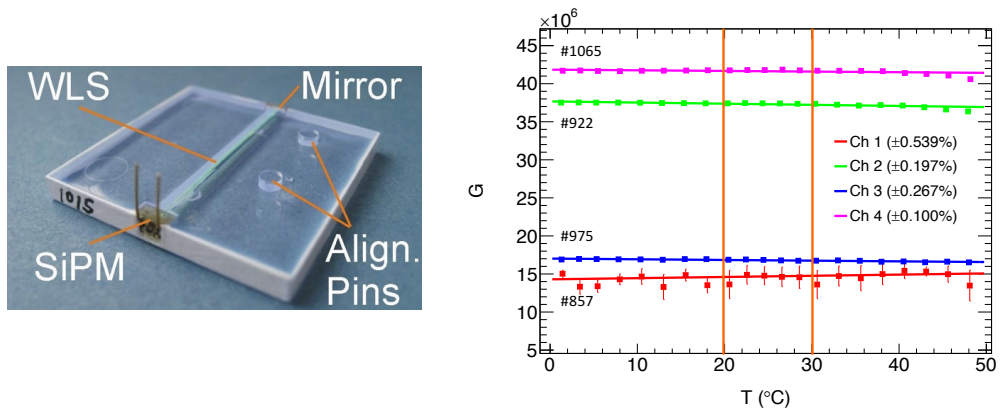 WLS
Mirror
1015
SiPM
Align.
Pins
×10⁶
45
40
35
30
25
20
15
10
5
G
#1065
#922
#975
#857
Ch 1 (±0.539%)
Ch 2 (±0.197%)
Ch 3 (±0.267%)
Ch 4 (±0.100%)
0 10 20 30 40 50
T (°C)